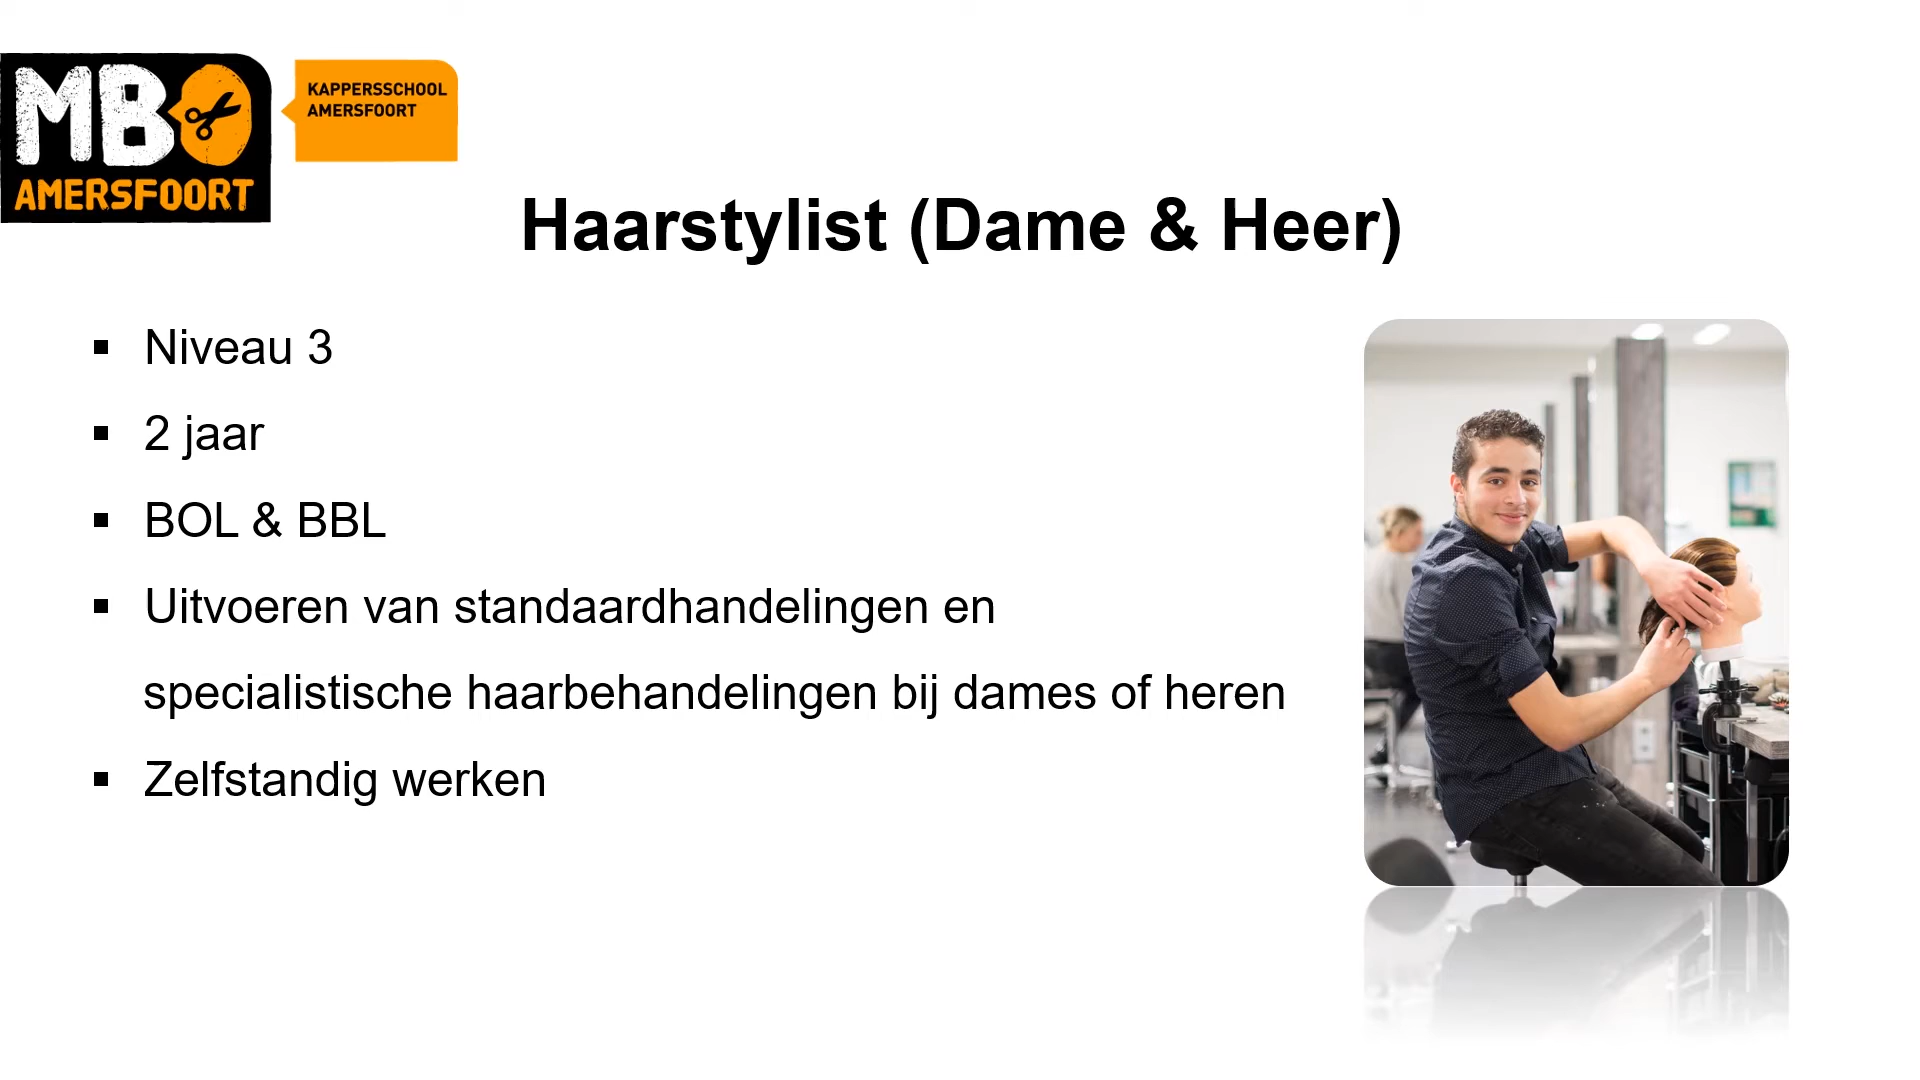 MBO
AMERSFOORT
KAPPERSSCHOOL
AMERSFOORT
Haarstylist (Dame & Heer)
▪ Niveau 3
▪ 2 jaar
▪ BOL & BBL
▪ Uitvoeren van standaardhandelingen en
specialistische haarbehandelingen bij dames of heren
▪ Zelfstandig werken